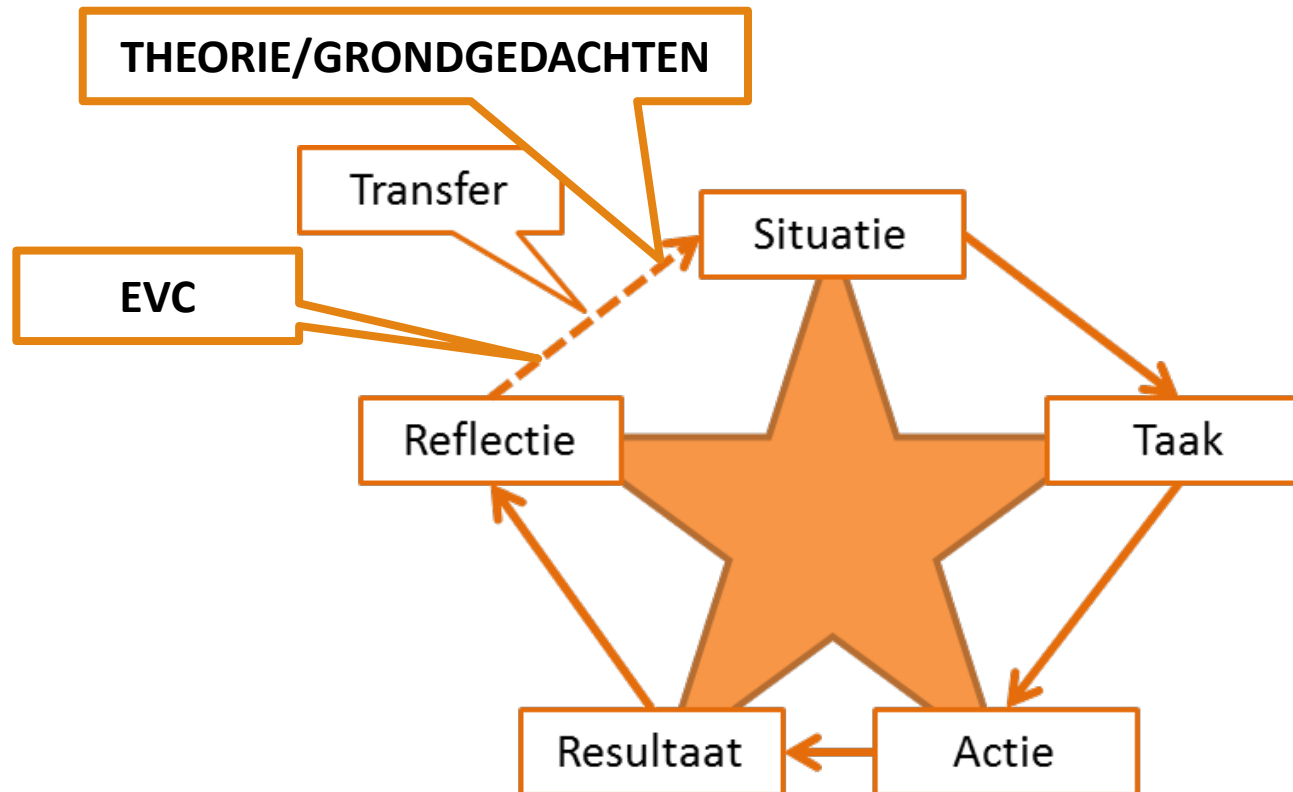 THEORIE/GRONDGEDACHTEN
Transfer
Situatie
EVC
Reflectie
Taak
Resultaat
Actie